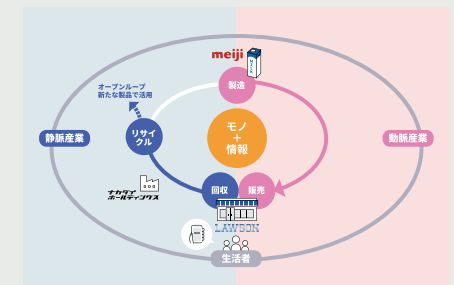 meiji
製造
オープンループ
新たな製品で活用
リサイ
クル
モノ
+
情報
静脈産業
動脈産業
ナカダイ
ホールディングス
回収
販売
LAWSON
生活者